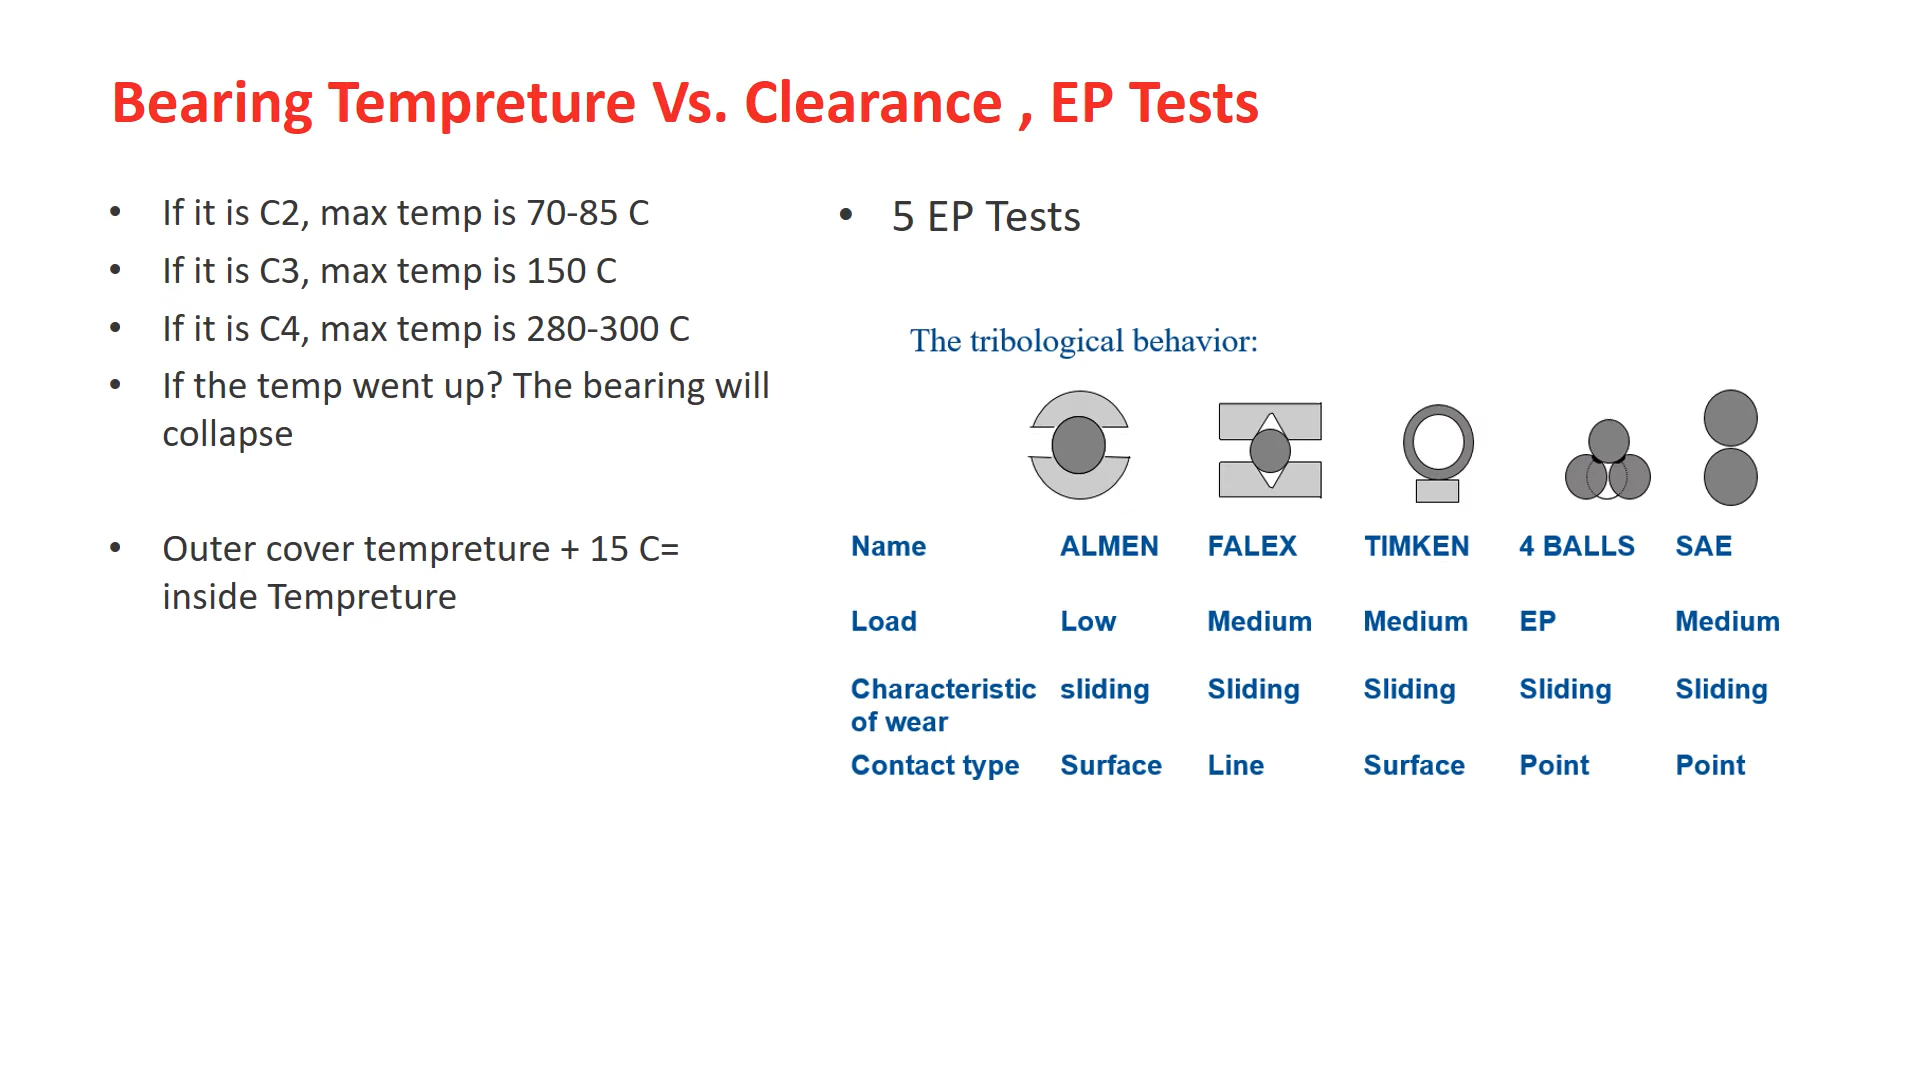 Bearing Tempreture Vs. Clearance , EP Tests
• If it is C2, max temp is 70-85 C
• If it is C3, max temp is 150 C
• If it is C4, max temp is 280-300 C
• If the temp went up? The bearing will
collapse
• Outer cover tempreture + 15 C=
inside Tempreture
• 5 EP Tests
The tribological behavior:
Name ALMEN FALEX TIMKEN 4 BALLS SAE
Load Low Medium Medium EP Medium
Characteristic sliding Sliding Sliding Sliding Sliding
of wear
Contact type Surface Line Surface Point Point